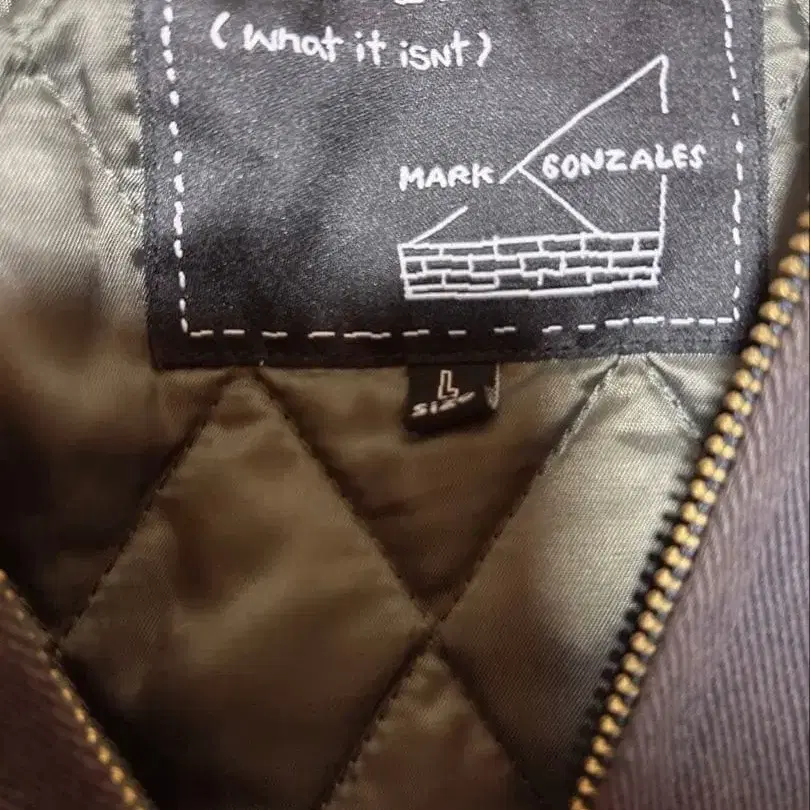 (What it isNt)
MARK GONZALES
L
SIZE